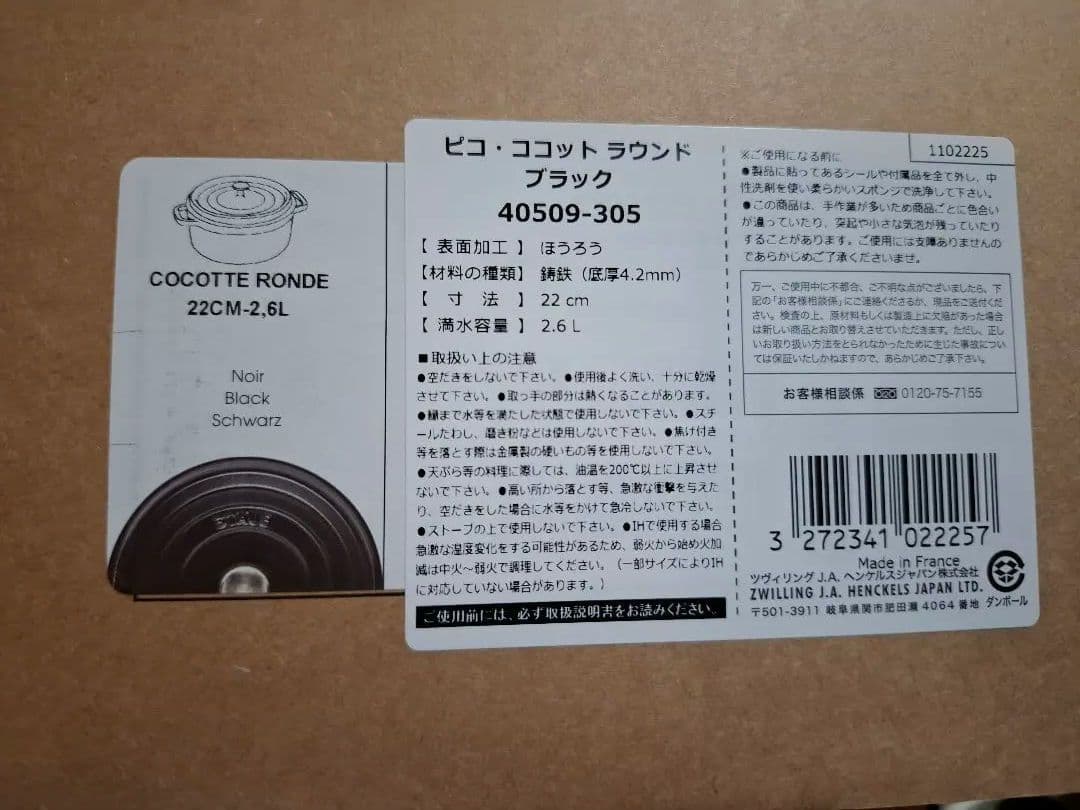 COCOTTE RONDE
22CM-2,6L
Noir
Black
Schwarz
STAUB
ピコ・ココット ラウンド
ブラック
40509-305
【 表面加工 】 ほうろう
【材料の種類】 鋳鉄（底厚4.2mm）
【 寸 法 】 22 cm
【 満水容量 】 2.6 L
■取扱い上の注意
●空だきをしないで下さい。●使用後よく洗い、十分に乾燥
させて下さい。●取っ手の部分は熱くなることがあります。
●縁まで水等を満たした状態で使用しないで下さい。●スチ
ールたわし、磨き粉などは使用しないで下さい。●焦げ付き
等を落とす際は金属製の硬いもの等を使用しないで下さい。
●天ぷら等の料理に際しては、油温を200℃以上に上昇させ
ないで下さい。●高い所から落とす等、急激な衝撃を与えた
り、空だきをした場合に水等をかけて急冷しないで下さい。
●ストーブの上で使用しないで下さい。●IHで使用する場合
急激な温度変化をする可能性があるため、弱火から始め火加
減は中火～弱火で調理してください。（一部サイズによりIH
に対応していない場合があります。）
ご使用前には、必ず取扱説明書をお読みください。
1102225
※ご使用になる前に
●製品に貼ってあるシールや付属品を全て外し、中
性洗剤を使い柔らかいスポンジで洗浄して下さい。
●この商品は、手作業が多いため商品ごとに色合い
が違っていたり、突起や小さな気泡が残っていたり
することがあります。ご使用には支障ありませんの
であらかじめご了承くださいませ。
万一、ご使用中に不都合、ご不明な点がございましたら、下
記の「お客様相談係」にご連絡くださるか、現品をご送付くだ
さい。検査の上、原材料もしくは製造上に欠陥があった場合
は新しい商品とお取り替えさせていただきます。ただし、正し
いお取り扱い方法をとられなかったために生じた事故につい
ては保証いたしかねますので、あらかじめご了承下さい。
お客様相談係 0120-75-7155
3 272341 022257
Made in France
ツヴィリング J.A. ヘンケルスジャパン株式会社
ZWILLING J.A. HENCKELS JAPAN LTD.
〒501-3911 岐阜県関市肥田瀬 4064 番地
ダンボール